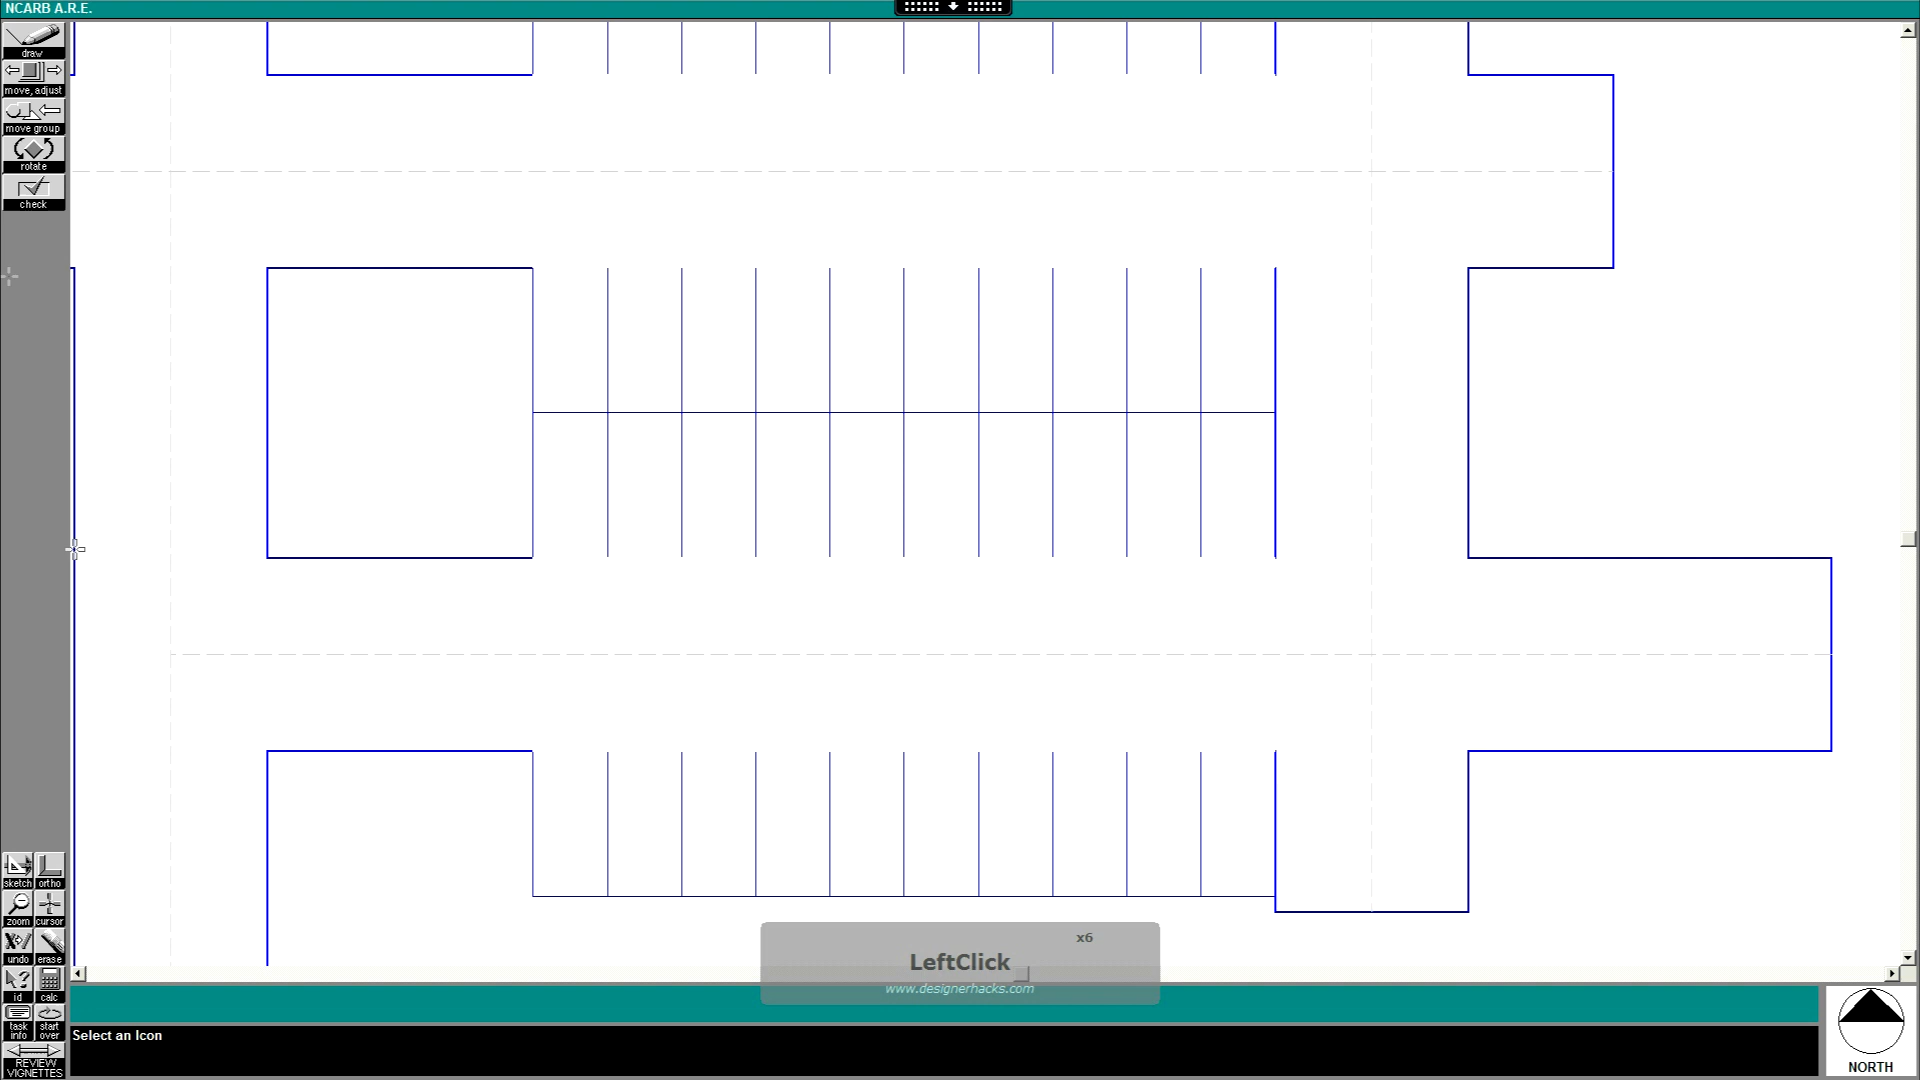 NCARB A.R.E.
draw
move, adjust
move group
rotate
check
sketch
ortho
zoom
cursor
undo
erase
id
calc
task info
start over
REVIEW VIGNETTES
x6
LeftClick
www.designerhacks.com
Select an Icon
NORTH